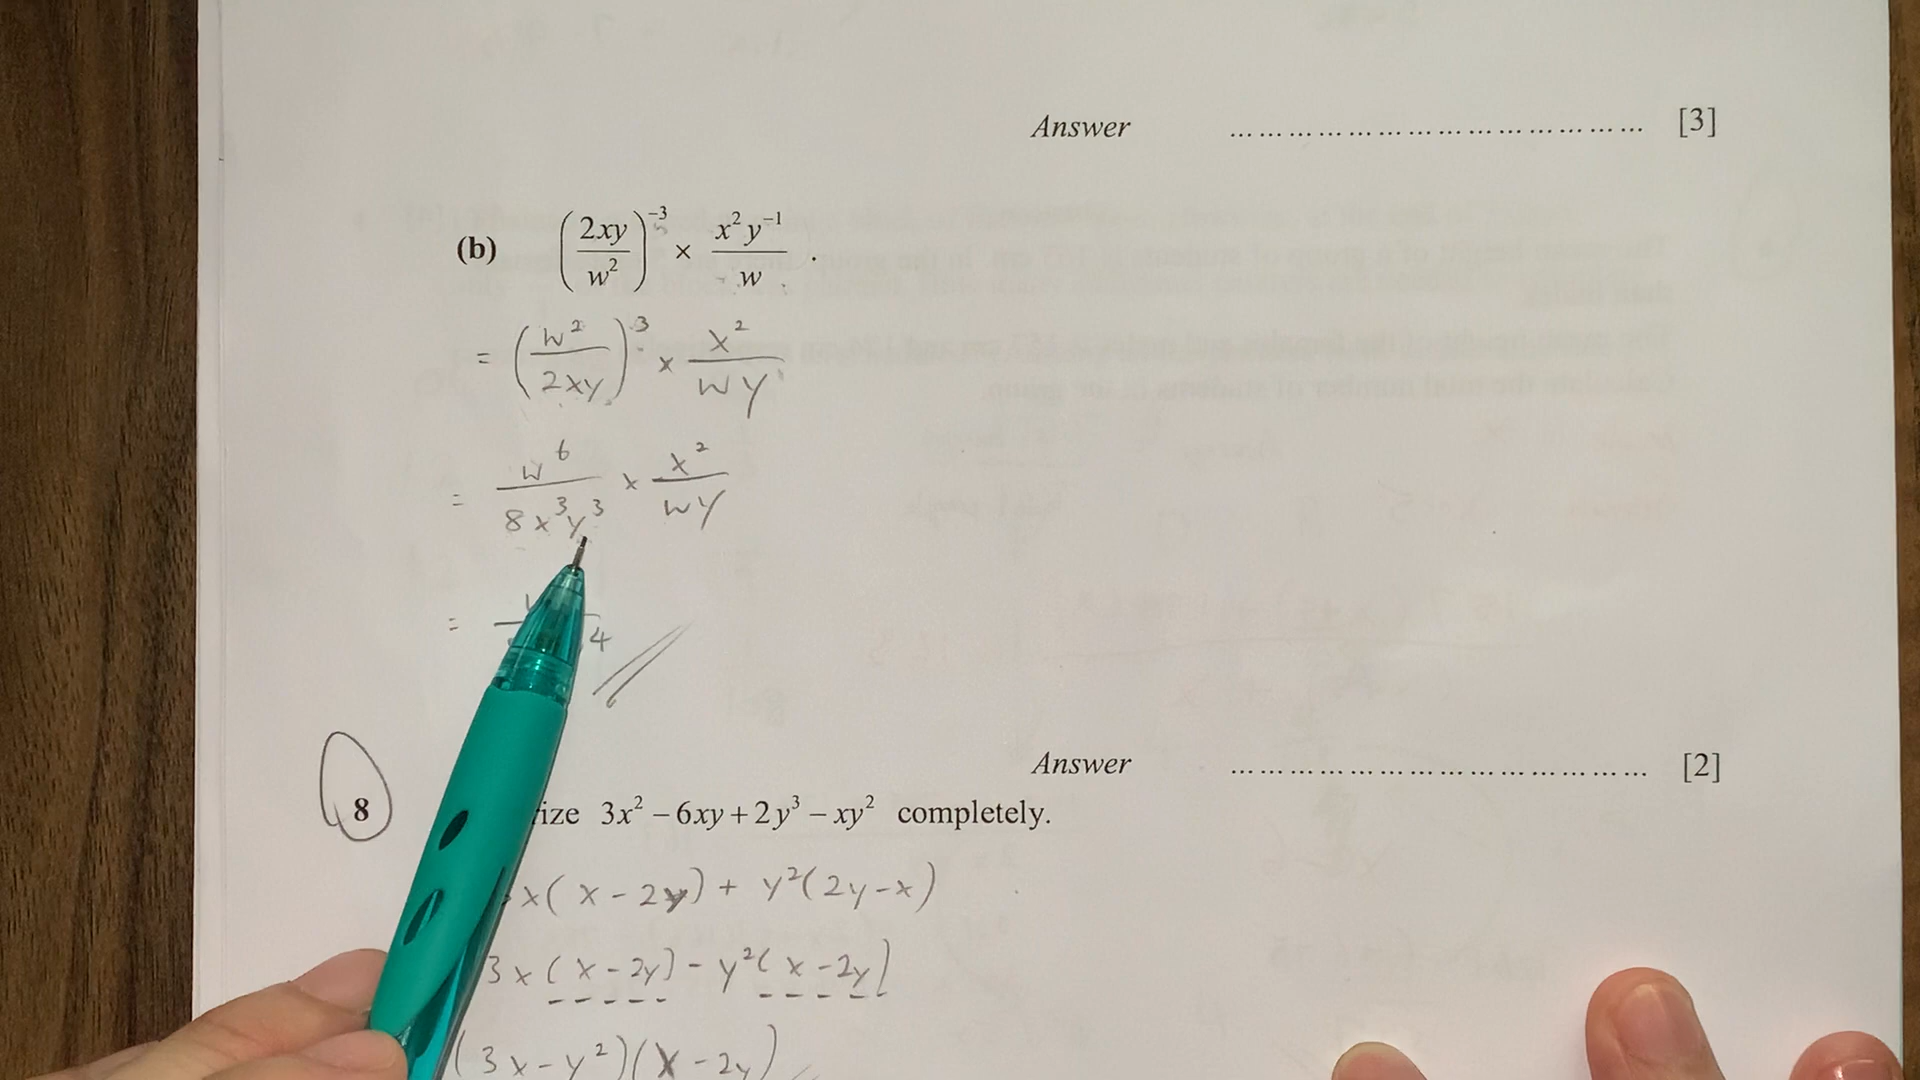 Answer ........................................ [3]
(b) (2xy/w²)⁻³ × x²y⁻¹/w .
= (w²/2xy)³ × x²/wy
= w⁶/8x³y³ × x²/wy
= 4
Answer ........................................ [2]
8 ize 3x² − 6xy + 2y³ − xy² completely.
x(x − 2y) + y²(2y − x)
3x(x − 2y) − y²(x − 2y)
(3x − y²)(x − 2y)